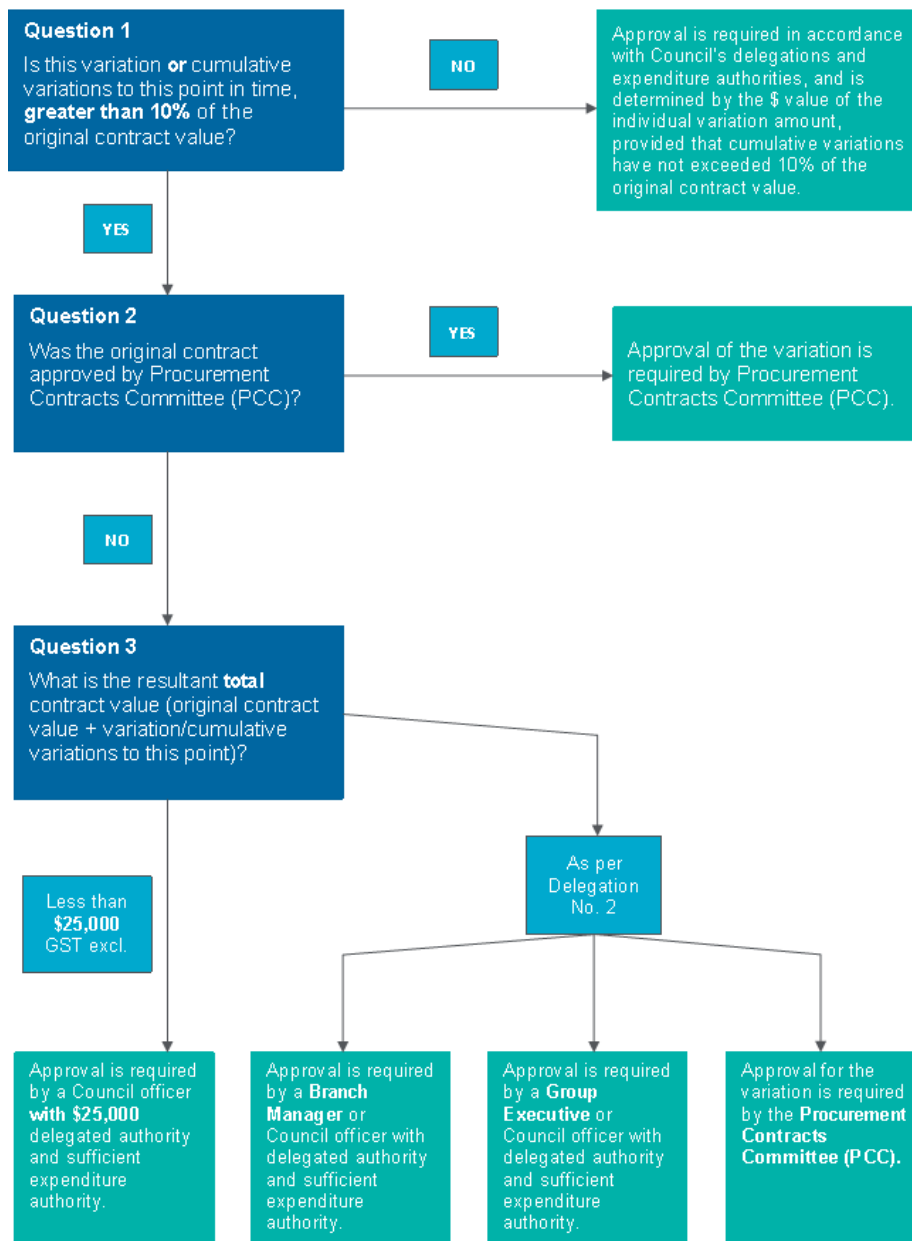 Question 1
Is this variation or cumulative
variations to this point in time,
greater than 10% of the
original contract value?
NO
Approval is required in accordance
with Council's delegations and
expenditure authorities, and is
determined by the $ value of the
individual variation amount,
provided that cumulative variations
have not exceeded 10% of the
original contract value.
YES
Question 2
Was the original contract
approved by Procurement
Contracts Committee (PCC)?
YES
Approval of the variation is
required by Procurement
Contracts Committee (PCC).
NO
Question 3
What is the resultant total
contract value (original contract
value + variation/cumulative
variations to this point)?
Less than
$25,000
GST excl.
As per
Delegation
No. 2
Approval is required
by a Council officer
with $25,000
delegated authority
and sufficient
expenditure
authority.
Approval is required
by a Branch
Manager or
Council officer with
delegated authority
and sufficient
expenditure
authority.
Approval is required
by a Group
Executive or
Council officer with
delegated authority
and sufficient
expenditure
authority.
Approval for the
variation is required
by the Procurement
Contracts
Committee (PCC).